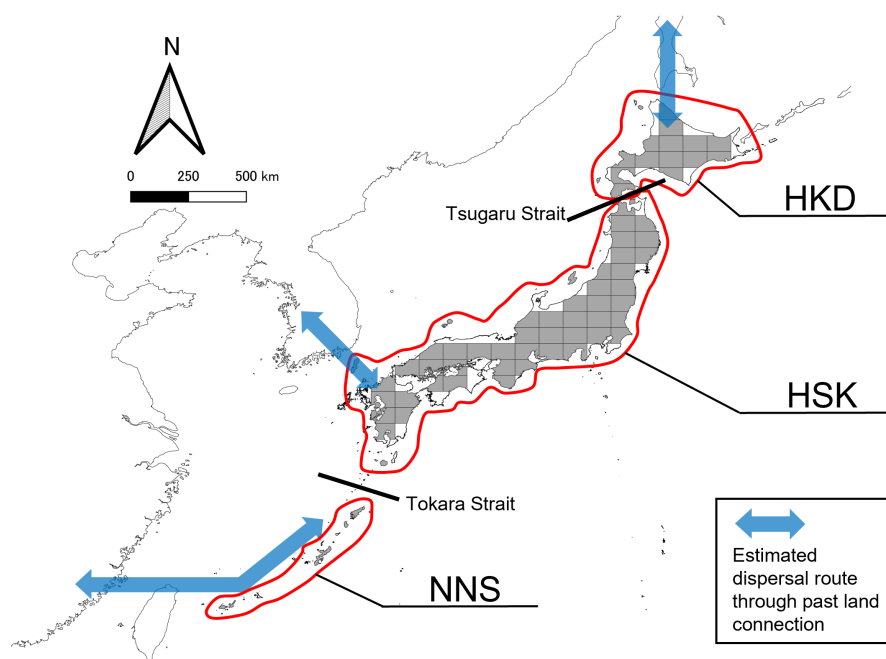 N
0 250 500 km
Tsugaru Strait
HKD
HSK
Tokara Strait
NNS
Estimated
dispersal route
through past land
connection